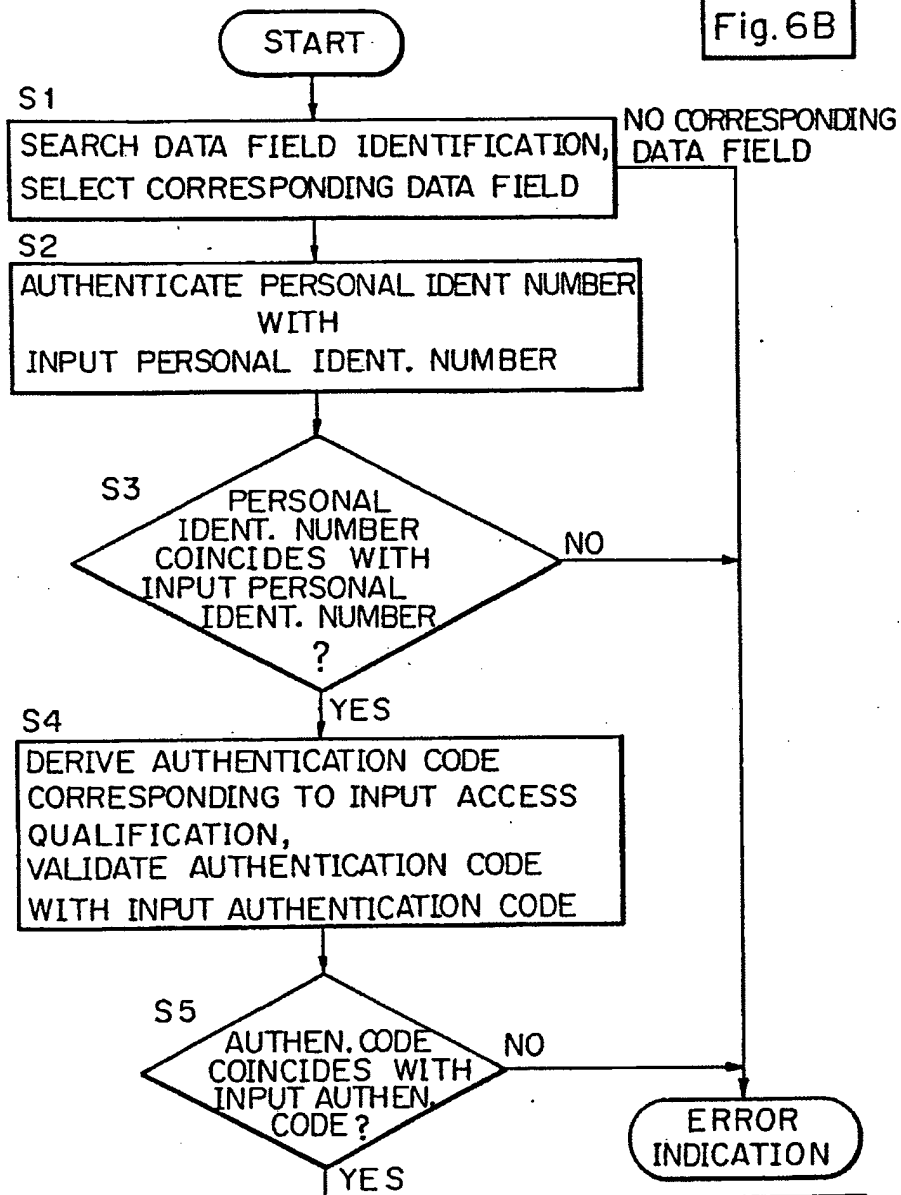 Fig.6B
START
S1
SEARCH DATA FIELD IDENTIFICATION,
SELECT CORRESPONDING DATA FIELD
NO CORRESPONDING
DATA FIELD
S2
AUTHENTICATE PERSONAL IDENT NUMBER
WITH
INPUT PERSONAL IDENT. NUMBER
S3
PERSONAL
IDENT. NUMBER
COINCIDES WITH
INPUT PERSONAL
IDENT. NUMBER
?
NO
YES
S4
DERIVE AUTHENTICATION CODE
CORRESPONDING TO INPUT ACCESS
QUALIFICATION,
VALIDATE AUTHENTICATION CODE
WITH INPUT AUTHENTICATION CODE
S5
AUTHEN. CODE
COINCIDES WITH
INPUT AUTHEN.
CODE?
NO
YES
ERROR
INDICATION